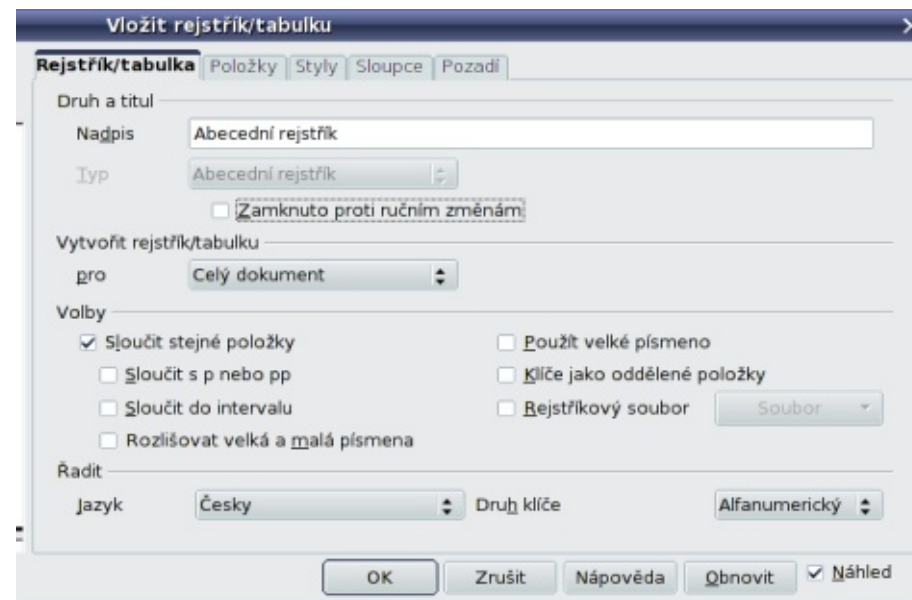 Vložit rejstřík/tabulku
Rejstřík/tabulka Položky Styly Sloupce Pozadí
Druh a titul
Nadpis Abecední rejstřík
Typ Abecední rejstřík
Zamknuto proti ručním změnám
Vytvořit rejstřík/tabulku
pro Celý dokument
Volby
Sloučit stejné položky Použít velké písmeno
Sloučit s p nebo pp Klíče jako oddělené položky
Sloučit do intervalu Rejstříkový soubor Soubor
Rozlišovat velká a malá písmena
Řadit
Jazyk Česky Druh klíče Alfanumerický
OK Zrušit Nápověda Obnovit Náhled